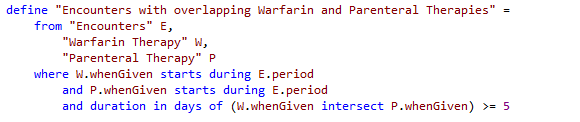 define "Encounters with overlapping Warfarin and Parenteral Therapies" =
from "Encounters" E,
"Warfarin Therapy" W,
"Parenteral Therapy" P
where W.whenGiven starts during E.period
and P.whenGiven starts during E.period
and duration in days of (W.whenGiven intersect P.whenGiven) >= 5